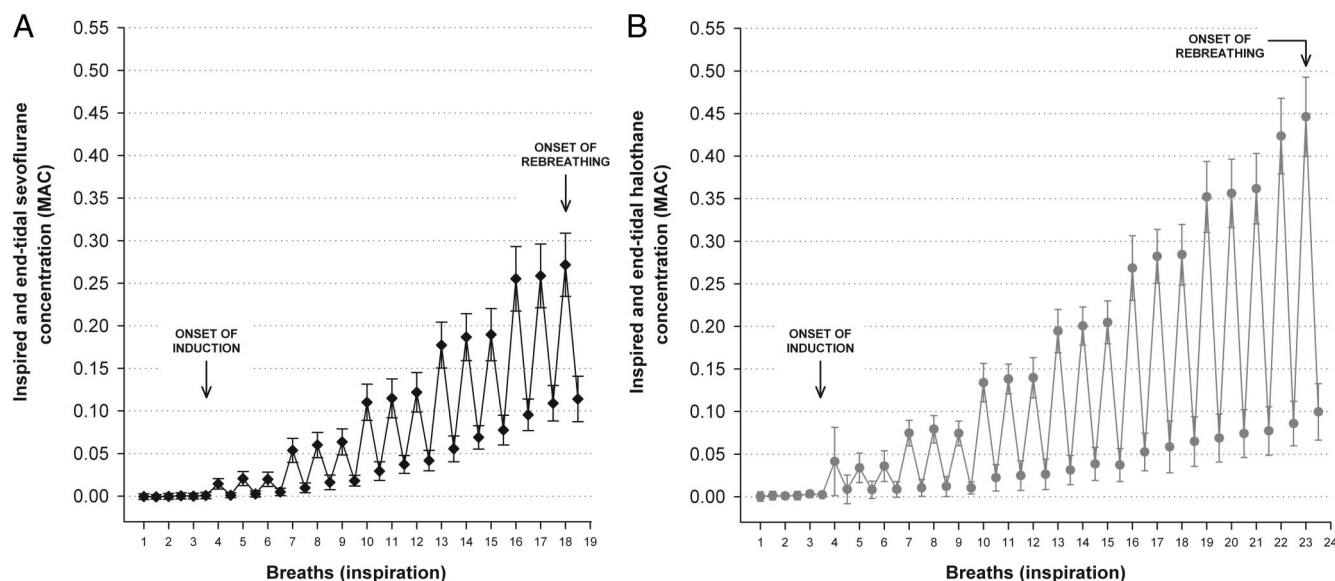 A
Inspired and end-tidal sevoflurane
concentration (MAC)
0.55
0.50
0.45
0.40
0.35
0.30
0.25
0.20
0.15
0.10
0.05
0.00
ONSET OF
INDUCTION
ONSET OF
REBREATHING
1 2 3 4 5 6 7 8 9 10 11 12 13 14 15 16 17 18 19
Breaths (inspiration)
B
Inspired and end-tidal halothane
concentration (MAC)
0.55
0.50
0.45
0.40
0.35
0.30
0.25
0.20
0.15
0.10
0.05
0.00
ONSET OF
INDUCTION
ONSET OF
REBREATHING
1 2 3 4 5 6 7 8 9 10 11 12 13 14 15 16 17 18 19 20 21 22 23 24
Breaths (inspiration)